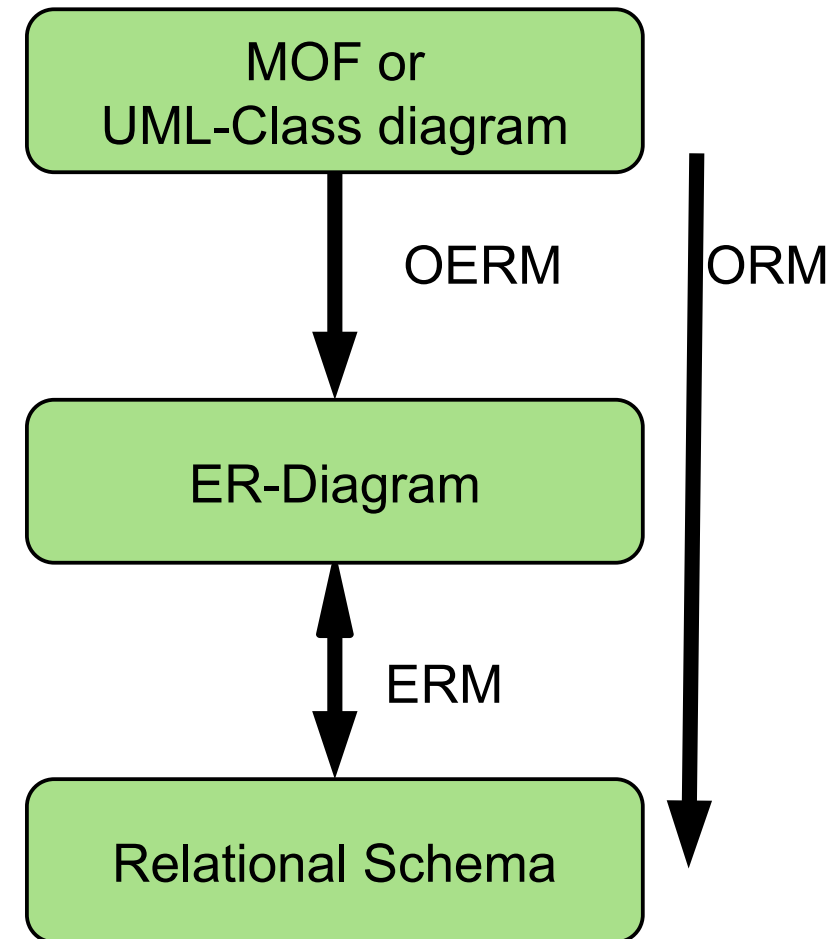 MOF or
UML-Class diagram
OERM
ORM
ER-Diagram
ERM
Relational Schema